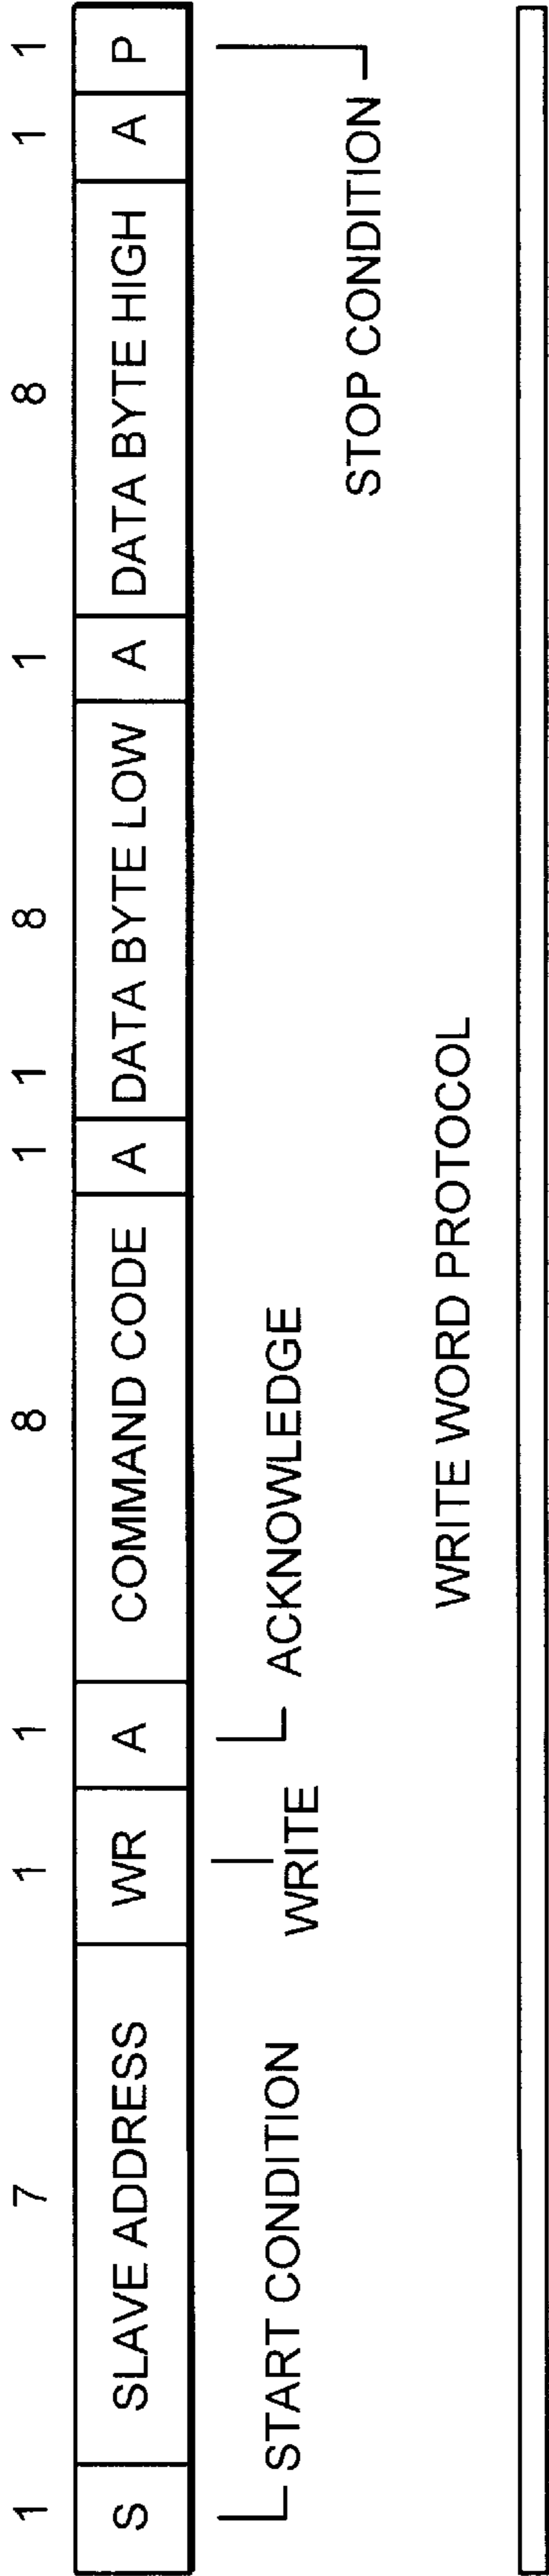 1 7 1 1 8 1 1 8 1 8 1 1
S SLAVE ADDRESS WR A COMMAND CODE A DATA BYTE LOW A DATA BYTE HIGH A P
START CONDITION WRITE ACKNOWLEDGE STOP CONDITION
WRITE WORD PROTOCOL